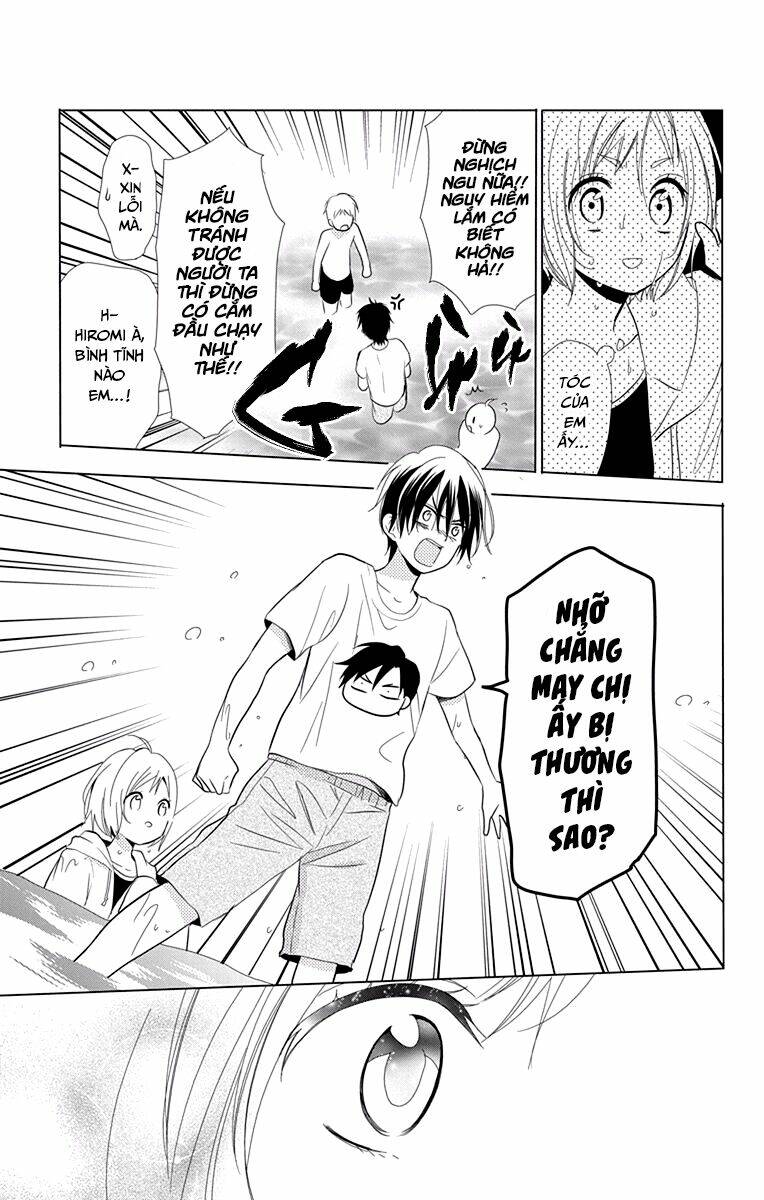 TÓC
CỦA
EM
ẤY...
ĐỪNG
NGHỊCH
NGU NỮA!!
NGUY HIỂM
LẮM CÓ
BIẾT
KHÔNG
HẢ!
NẾU
KHÔNG
TRÁNH
ĐƯỢC
NGƯỜI TA
THÌ ĐỪNG
CÓ CẮM
ĐẦU CHẠY
NHƯ
THẾ!!
X-
XIN
LỖI
MÀ.
H-
HIROMI À,
BÌNH TĨNH
NÀO
EM...!
NHỠ
CHẲNG
MAY CHỊ
ẤY BỊ
THƯƠNG
THÌ
SAO?